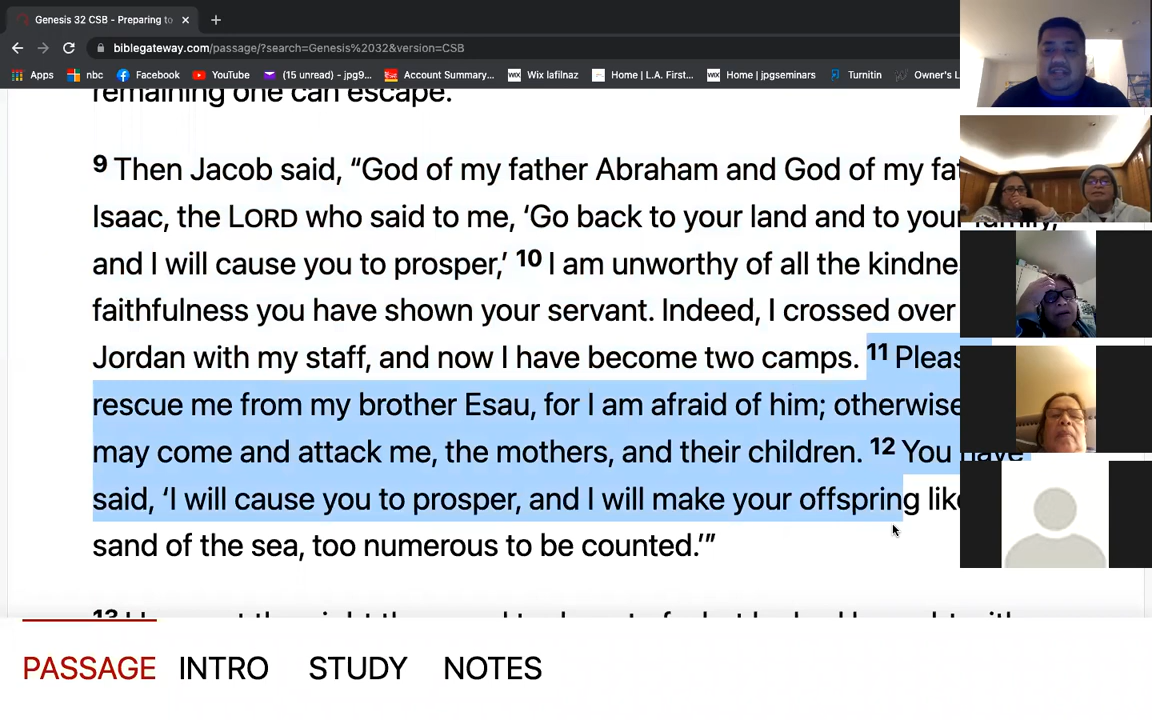 Genesis 32 CSB - Preparing to
biblegateway.com/passage/?search=Genesis%2032&version=CSB
Apps nbc Facebook YouTube (15 unread) - jpg9... Account Summary... Wix lafilnaz Home | L.A. First... Home | jpgseminars Turnitin Owner's L
remaining one can escape.
9 Then Jacob said, “God of my father Abraham and God of my
Isaac, the LORD who said to me, ‘Go back to your land and to your family,
and I will cause you to prosper,’ 10 I am unworthy of all the
faithfulness you have shown your servant. Indeed, I crossed over
Jordan with my staff, and now I have become two camps. 11
rescue me from my brother Esau, for I am afraid of him; otherwise
may come and attack me, the mothers, and their children. 12 You have
said, ‘I will cause you to prosper, and I will make your offspring
sand of the sea, too numerous to be counted.’”
13
PASSAGE INTRO STUDY NOTES